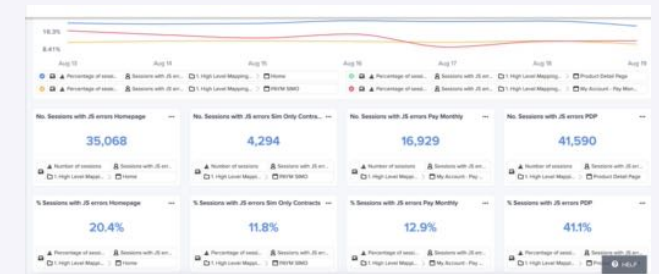 18.3%
8.41%
Aug 13 Aug 14 Aug 15 Aug 16 Aug 17 Aug 18 Aug 19
Percentage of sessi... Sessions with JS err... 1. High Level Mapping... > Home
Percentage of sessi... Sessions with JS err... 1. High Level Mapping... > Product Detail Page
Percentage of sessi... Sessions with JS err... 1. High Level Mapping... > PAYM SIMO
Percentage of sessi... Sessions with JS err... 1. High Level Mapping... > My Account - Pay Mon...
No. Sessions with JS errors Homepage ...
35,068
Number of sessions Sessions with JS err...
1. High Level Mappi... > Home
No. Sessions with JS errors Sim Only Contra... ...
4,294
Number of sessions Sessions with JS err...
1. High Level Mappi... > PAYM SIMO
No. Sessions with JS errors Pay Monthly ...
16,929
Number of sessions Sessions with JS err...
1. High Level Mappi... > My Account - Pay ...
No. Sessions with JS errors PDP ...
41,590
Number of sessions Sessions with JS err...
1. High Level Mappi... > Product Detail Page
% Sessions with JS errors Homepage ...
20.4%
Percentage of sessi... Sessions with JS err...
1. High Level Mappi... > Home
% Sessions with JS errors Sim Only Contracts ...
11.8%
Percentage of sessi... Sessions with JS err...
1. High Level Mappi... > PAYM SIMO
% Sessions with JS errors Pay Monthly ...
12.9%
Percentage of sessi... Sessions with JS err...
1. High Level Mappi... > My Account - Pay ...
% Sessions with JS errors PDP ...
41.1%
Percentage of sessi... Sessions with JS err...
1. High Level Mappi... >
HELP